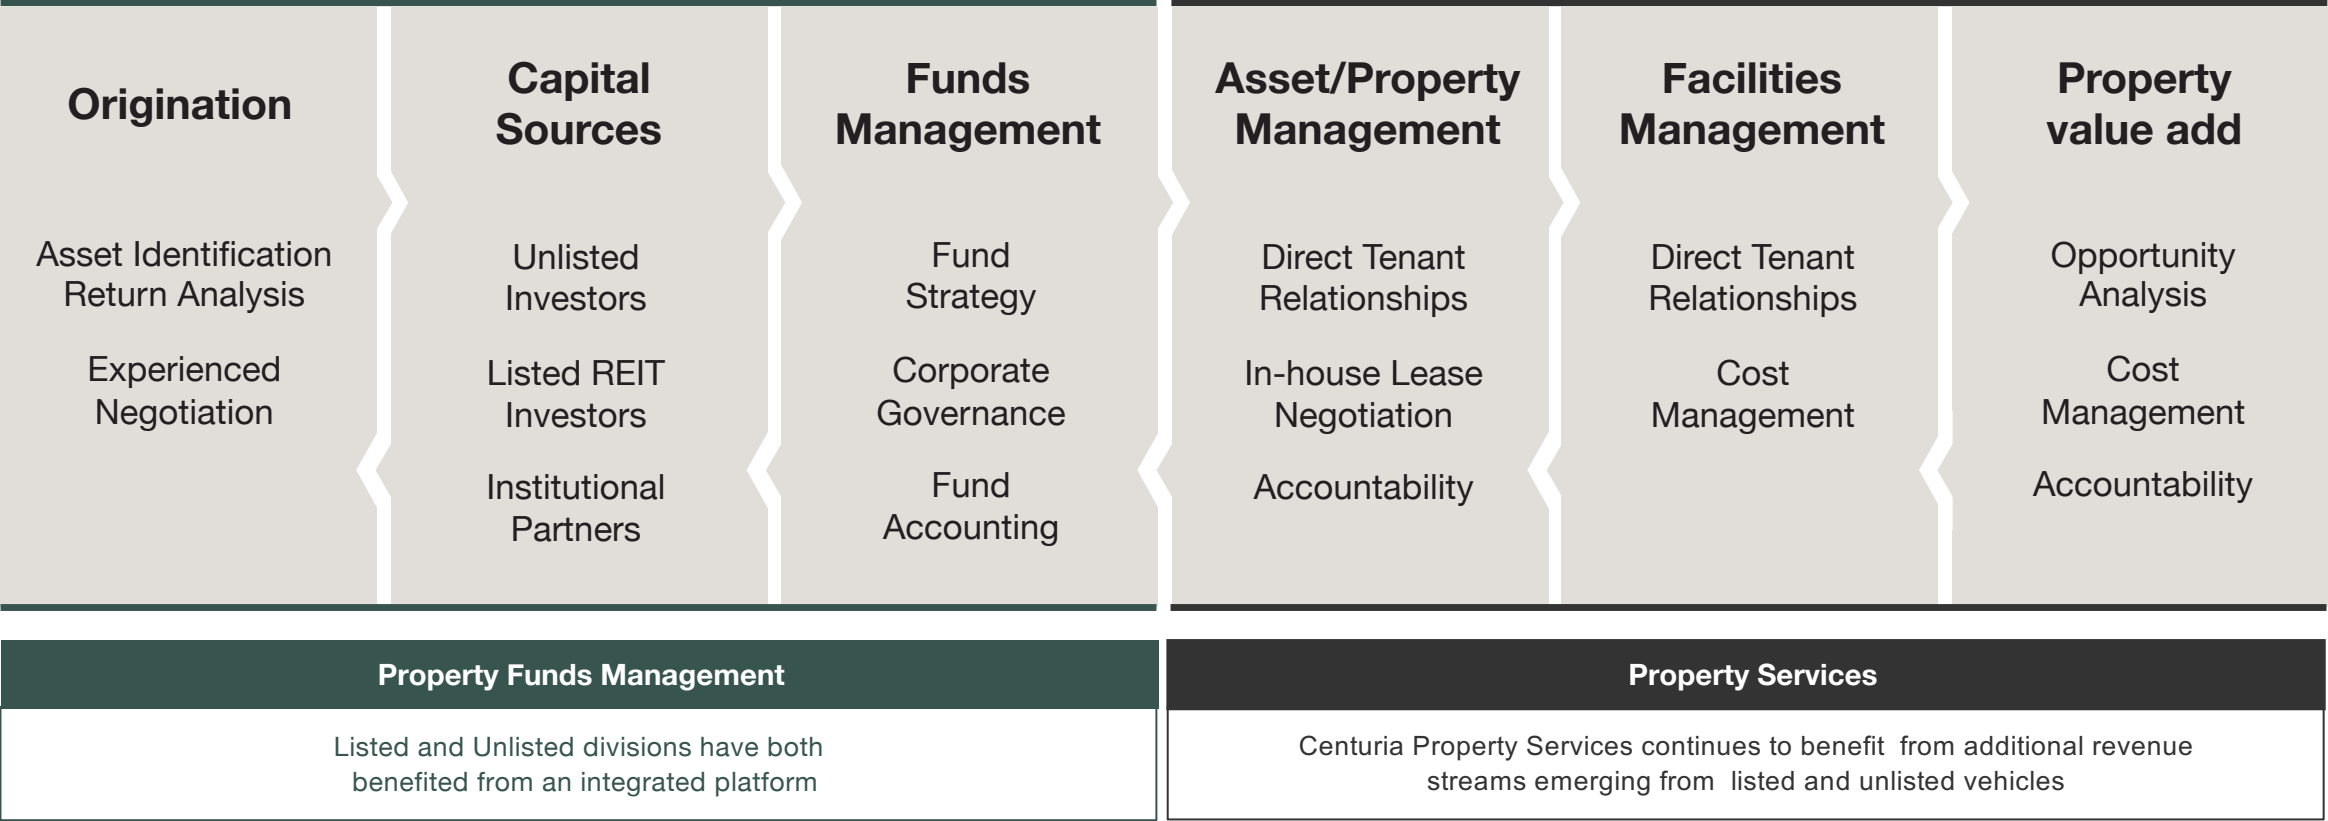 Origination
Asset Identification
Return Analysis
Experienced
Negotiation
Capital
Sources
Unlisted
Investors
Listed REIT
Investors
Institutional
Partners
Funds
Management
Fund
Strategy
Corporate
Governance
Fund
Accounting
Asset/Property
Management
Direct Tenant
Relationships
In-house Lease
Negotiation
Accountability
Facilities
Management
Direct Tenant
Relationships
Cost
Management
Property
value add
Opportunity
Analysis
Cost
Management
Accountability
Property Funds Management
Listed and Unlisted divisions have both
benefited from an integrated platform
Property Services
Centuria Property Services continues to benefit from additional revenue
streams emerging from listed and unlisted vehicles